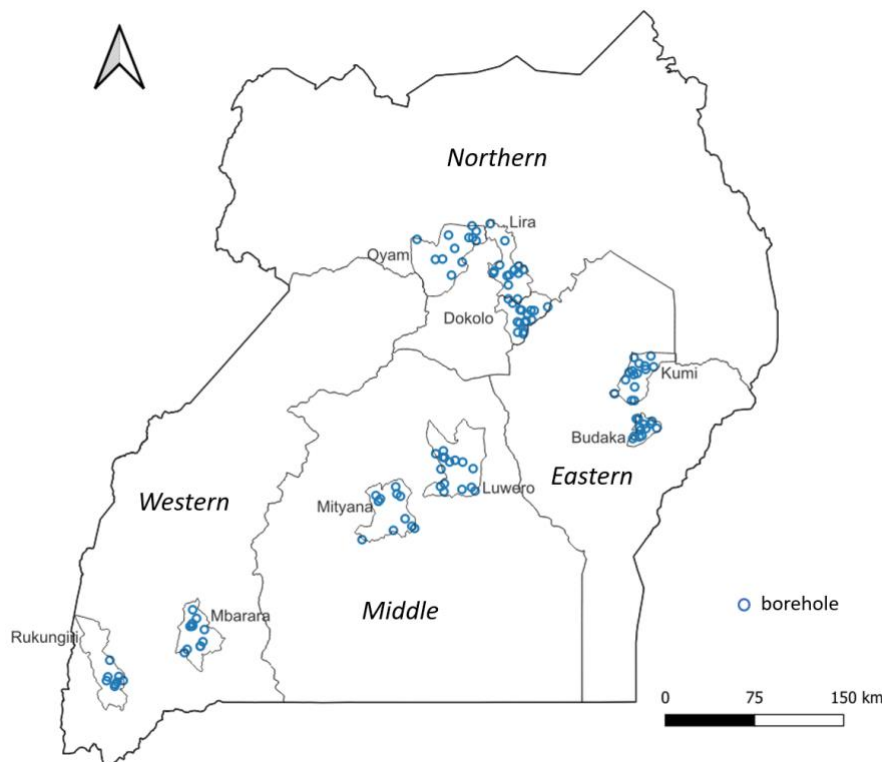 Northern
Lira
Oyam
Dokolo
Kumi
Budaka
Eastern
Luwero
Mityana
Western
Middle
Mbarara
Rukungiri
borehole
0 75 150 km